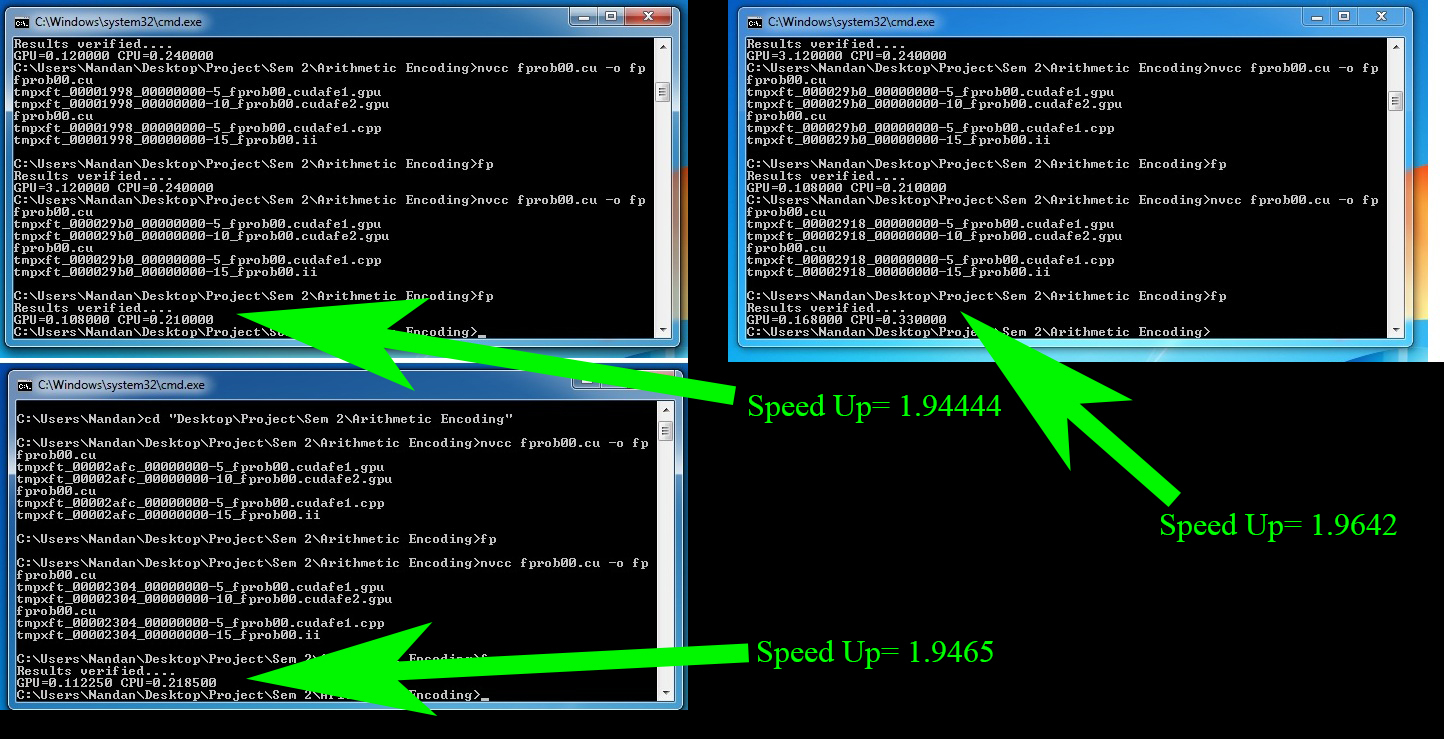 C:\Windows\system32\cmd.exe
Results verified....
GPU=0.120000 CPU=0.240000
C:\Users\Nandan\Desktop\Project\Sem 2\Arithmetic Encoding>nvcc fprob00.cu -o fp
fprob00.cu
tmpxft_00001998_00000000-5_fprob00.cudafe1.gpu
tmpxft_00001998_00000000-10_fprob00.cudafe2.gpu
fprob00.cu
tmpxft_00001998_00000000-5_fprob00.cudafe1.cpp
tmpxft_00001998_00000000-15_fprob00.ii
C:\Users\Nandan\Desktop\Project\Sem 2\Arithmetic Encoding>fp
Results verified....
GPU=3.120000 CPU=0.240000
C:\Users\Nandan\Desktop\Project\Sem 2\Arithmetic Encoding>nvcc fprob00.cu -o fp
fprob00.cu
tmpxft_000029b0_00000000-5_fprob00.cudafe1.gpu
tmpxft_000029b0_00000000-10_fprob00.cudafe2.gpu
fprob00.cu
tmpxft_000029b0_00000000-5_fprob00.cudafe1.cpp
tmpxft_000029b0_00000000-15_fprob00.ii
C:\Users\Nandan\Desktop\Project\Sem 2\Arithmetic Encoding>fp
Results verified....
GPU=0.108000 CPU=0.210000
C:\Users\Nandan\Desktop\Project\ Encoding>_
C:\Windows\system32\cmd.exe
Results verified....
GPU=3.120000 CPU=0.240000
C:\Users\Nandan\Desktop\Project\Sem 2\Arithmetic Encoding>nvcc fprob00.cu -o fp
fprob00.cu
tmpxft_000029b0_00000000-5_fprob00.cudafe1.gpu
tmpxft_000029b0_00000000-10_fprob00.cudafe2.gpu
fprob00.cu
tmpxft_000029b0_00000000-5_fprob00.cudafe1.cpp
tmpxft_000029b0_00000000-15_fprob00.ii
C:\Users\Nandan\Desktop\Project\Sem 2\Arithmetic Encoding>fp
Results verified....
GPU=0.108000 CPU=0.210000
C:\Users\Nandan\Desktop\Project\Sem 2\Arithmetic Encoding>nvcc fprob00.cu -o fp
fprob00.cu
tmpxft_00002918_00000000-5_fprob00.cudafe1.gpu
tmpxft_00002918_00000000-10_fprob00.cudafe2.gpu
fprob00.cu
tmpxft_00002918_00000000-5_fprob00.cudafe1.cpp
tmpxft_00002918_00000000-15_fprob00.ii
C:\Users\Nandan\Desktop\Project\Sem 2\Arithmetic Encoding>fp
Results verified....
GPU=0.168000 CPU=0.330000
C:\Users\Nandan\Desktop\Project\Sem 2\Arithmetic Encoding>
Speed Up= 1.94444
Speed Up= 1.9642
C:\Windows\system32\cmd.exe
C:\Users\Nandan>cd "Desktop\Project\Sem 2\Arithmetic Encoding"
C:\Users\Nandan\Desktop\Project\Sem 2\Arithmetic Encoding>nvcc fprob00.cu -o fp
fprob00.cu
tmpxft_00002afc_00000000-5_fprob00.cudafe1.gpu
tmpxft_00002afc_00000000-10_fprob00.cudafe2.gpu
fprob00.cu
tmpxft_00002afc_00000000-5_fprob00.cudafe1.cpp
tmpxft_00002afc_00000000-15_fprob00.ii
C:\Users\Nandan\Desktop\Project\Sem 2\Arithmetic Encoding>fp
C:\Users\Nandan\Desktop\Project\Sem 2\Arithmetic Encoding>nvcc fprob00.cu -o fp
fprob00.cu
tmpxft_00002304_00000000-5_fprob00.cudafe1.gpu
tmpxft_00002304_00000000-10_fprob00.cudafe2.gpu
fprob00.cu
tmpxft_00002304_00000000-5_fprob00.cudafe1.cpp
tmpxft_00002304_00000000-15_fprob00.ii
C:\Users\Nandan\Desktop\Project\Sem 2\
Results verified....
GPU=0.112250 CPU=0.218500
C:\Users\Nandan\Desktop\Project\Sem 2\ Encoding>_
Speed Up= 1.9465